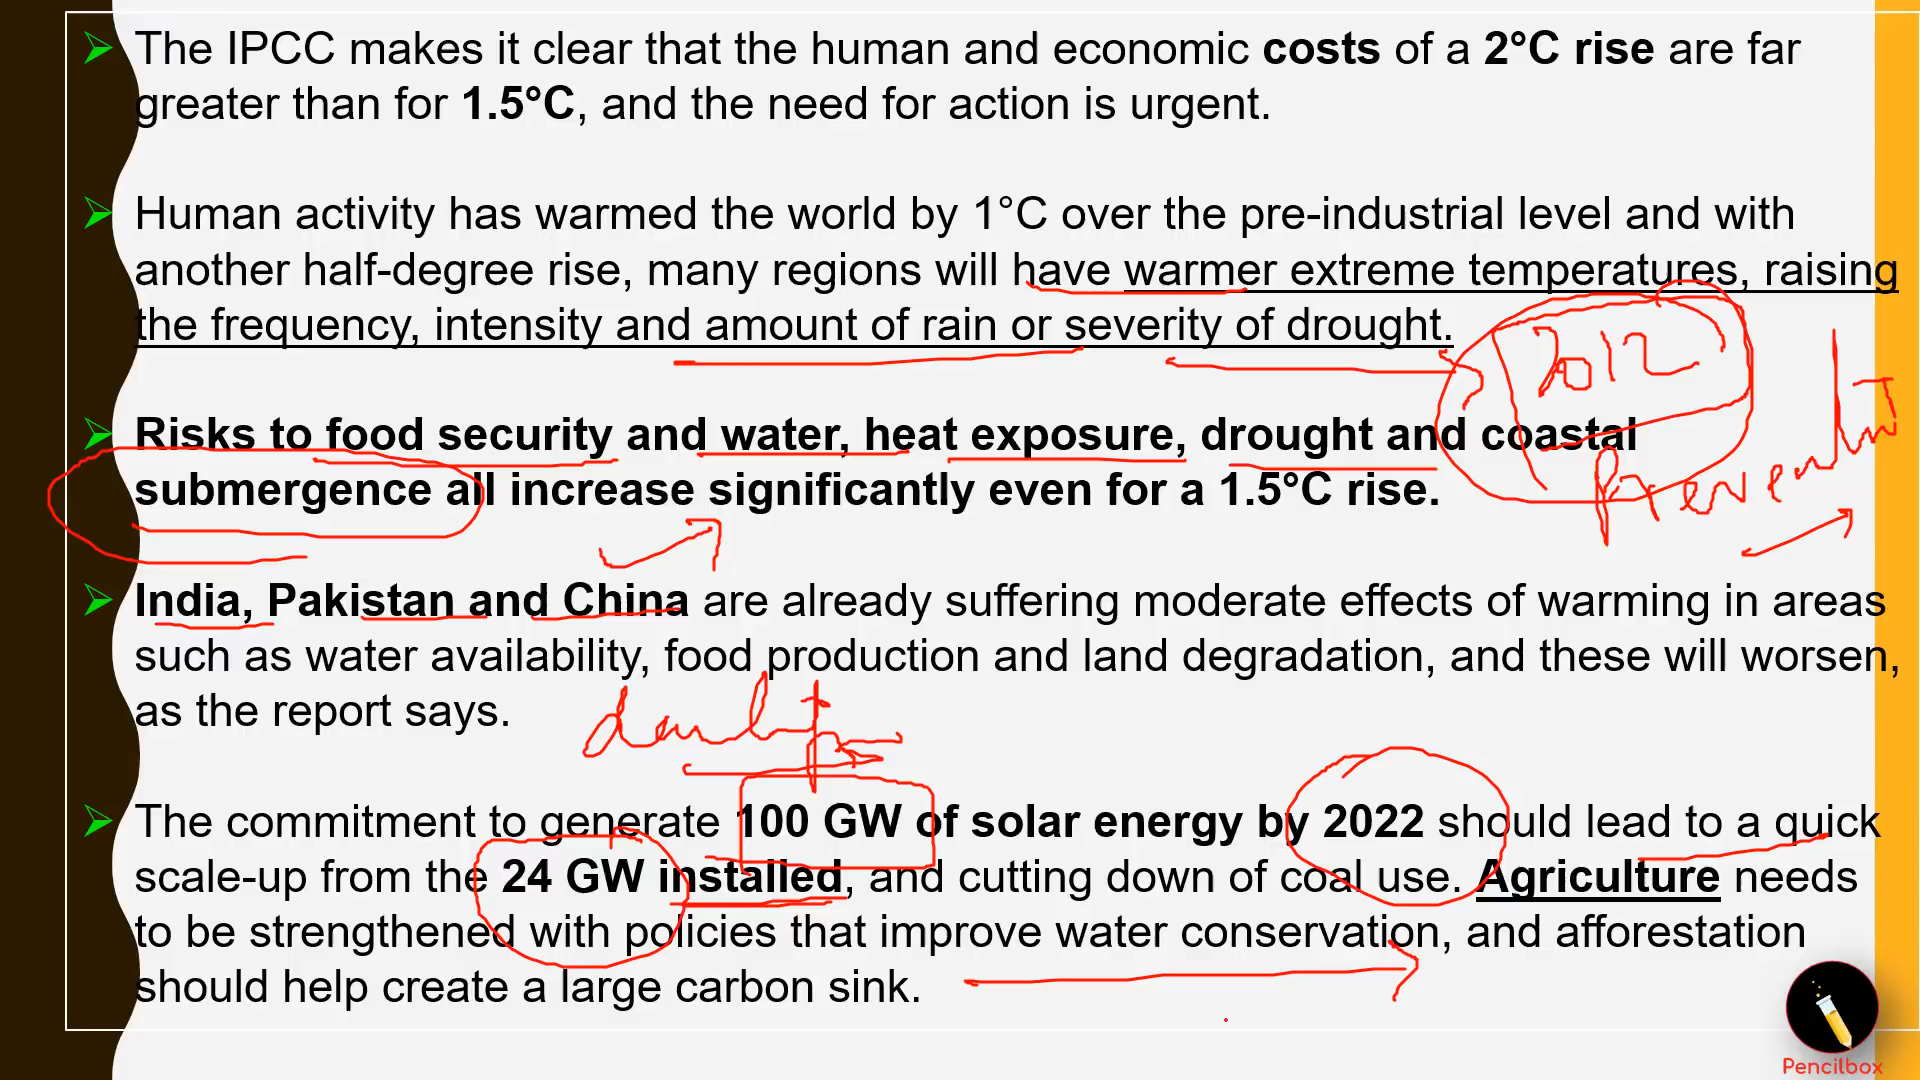 The IPCC makes it clear that the human and economic costs of a 2°C rise are far
greater than for 1.5°C, and the need for action is urgent.
Human activity has warmed the world by 1°C over the pre-industrial level and with
another half-degree rise, many regions will have warmer extreme temperatures, raising
the frequency, intensity and amount of rain or severity of drought.
2012
Risks to food security and water, heat exposure, drought and coastal
submergence all increase significantly even for a 1.5°C rise.
India, Pakistan and China are already suffering moderate effects of warming in areas
such as water availability, food production and land degradation, and these will worsen,
as the report says.
The commitment to generate 100 GW of solar energy by 2022 should lead to a quick
scale-up from the 24 GW installed, and cutting down of coal use. Agriculture needs
to be strengthened with policies that improve water conservation, and afforestation
should help create a large carbon sink.
Pencilbox